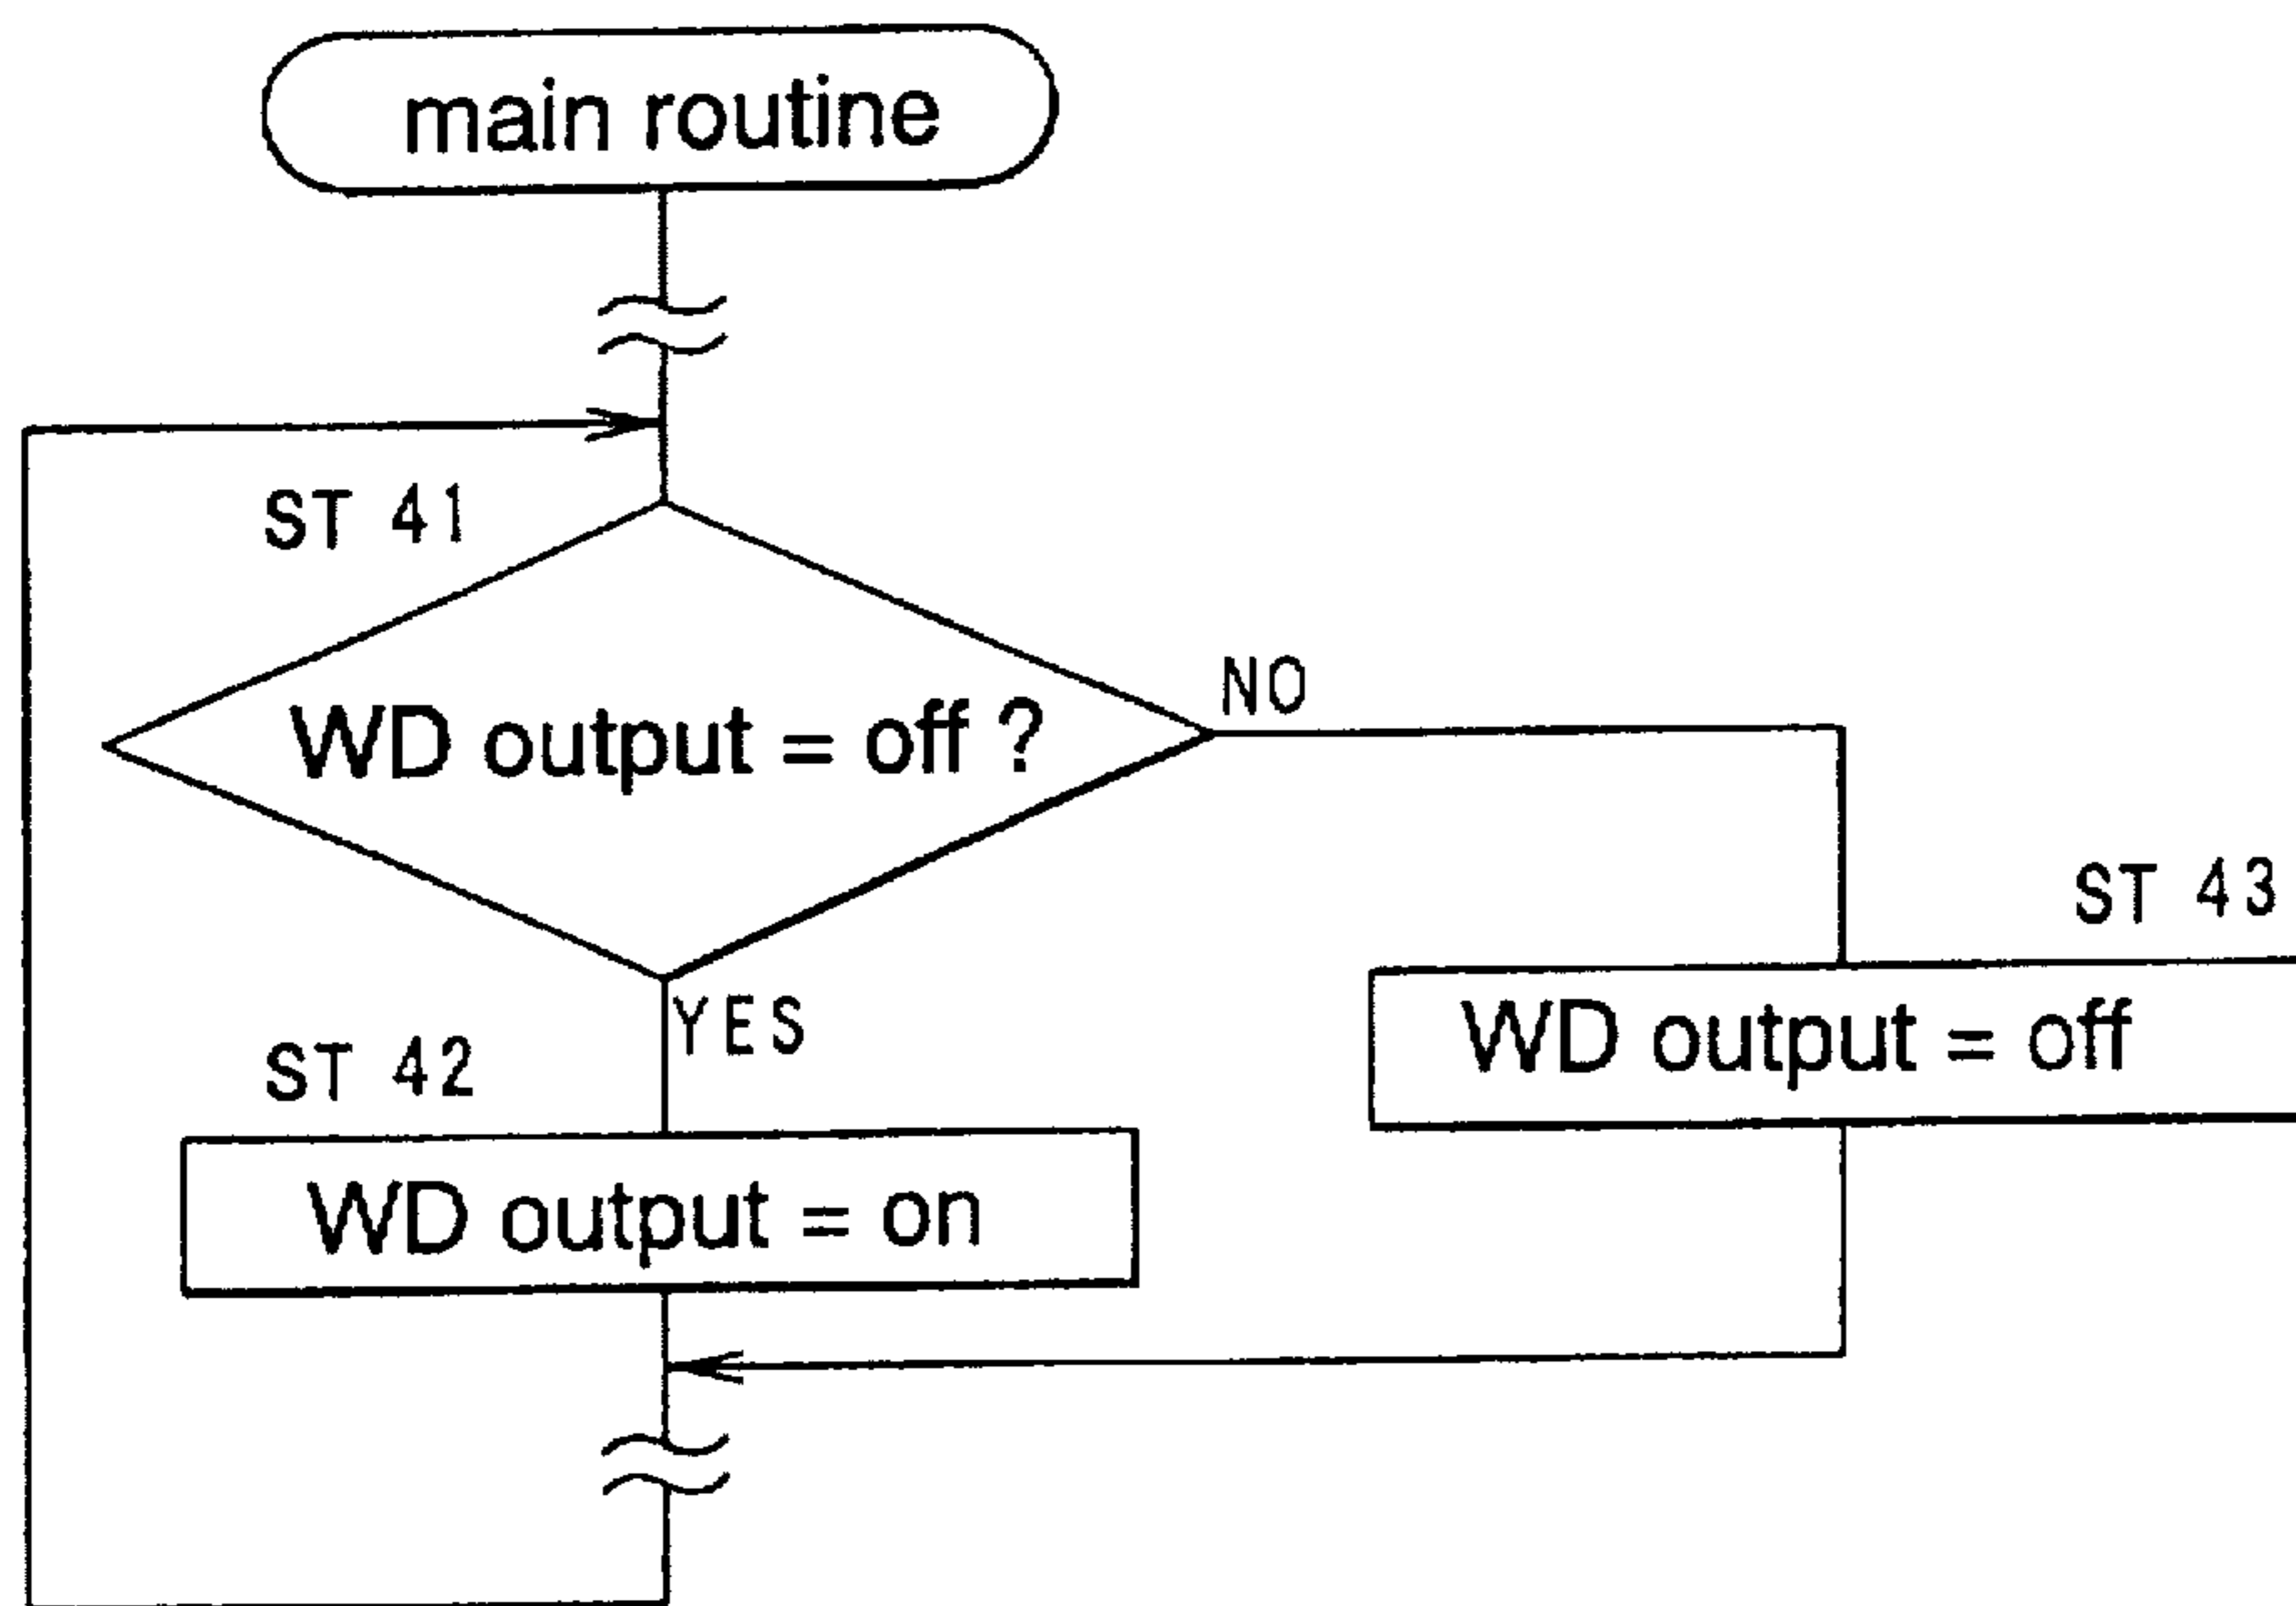 main routine
ST 41
WD output = off ?
NO
YES
ST 42
WD output = on
ST 43
WD output = off